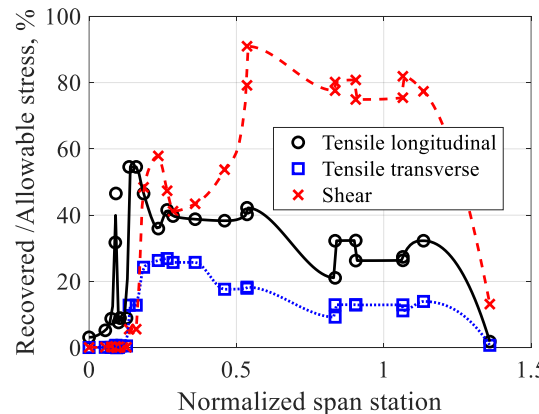 Recovered /Allowable stress, %
100
80
60
40
20
0
Tensile longitudinal
Tensile transverse
Shear
0
0.5
1
1.5
Normalized span station